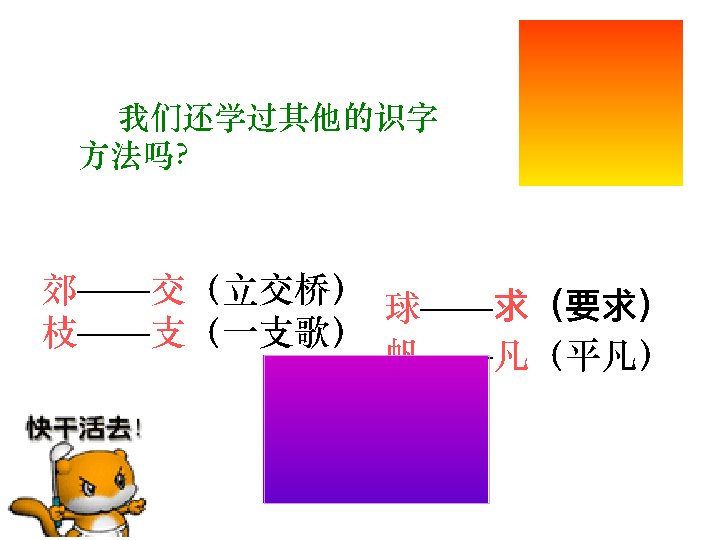 我们还学过其他的识字
方法吗?
郊——交（立交桥）
枝——支（一支歌）
球——求（要求）
帆——凡（平凡）
快干活去!